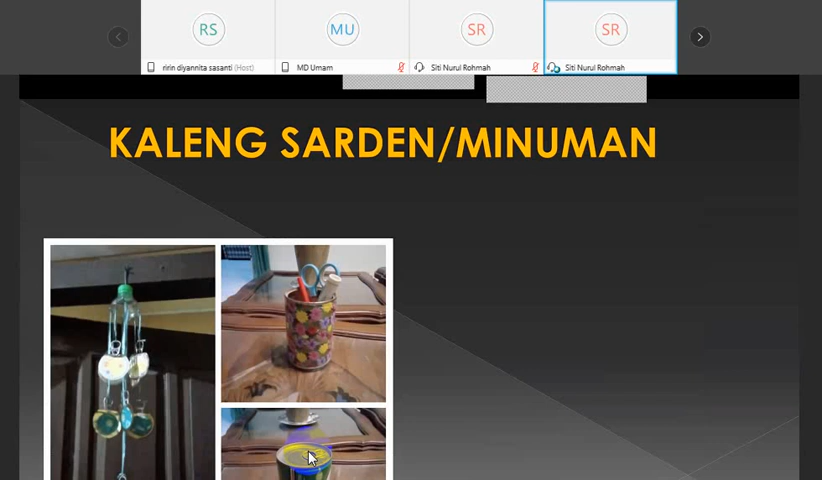 RS
MU
SR
SR
ririn diyannita sasanti (Host)
MD Umam
Siti Nurul Rohmah
Siti Nurul Rohmah
KALENG SARDEN/MINUMAN